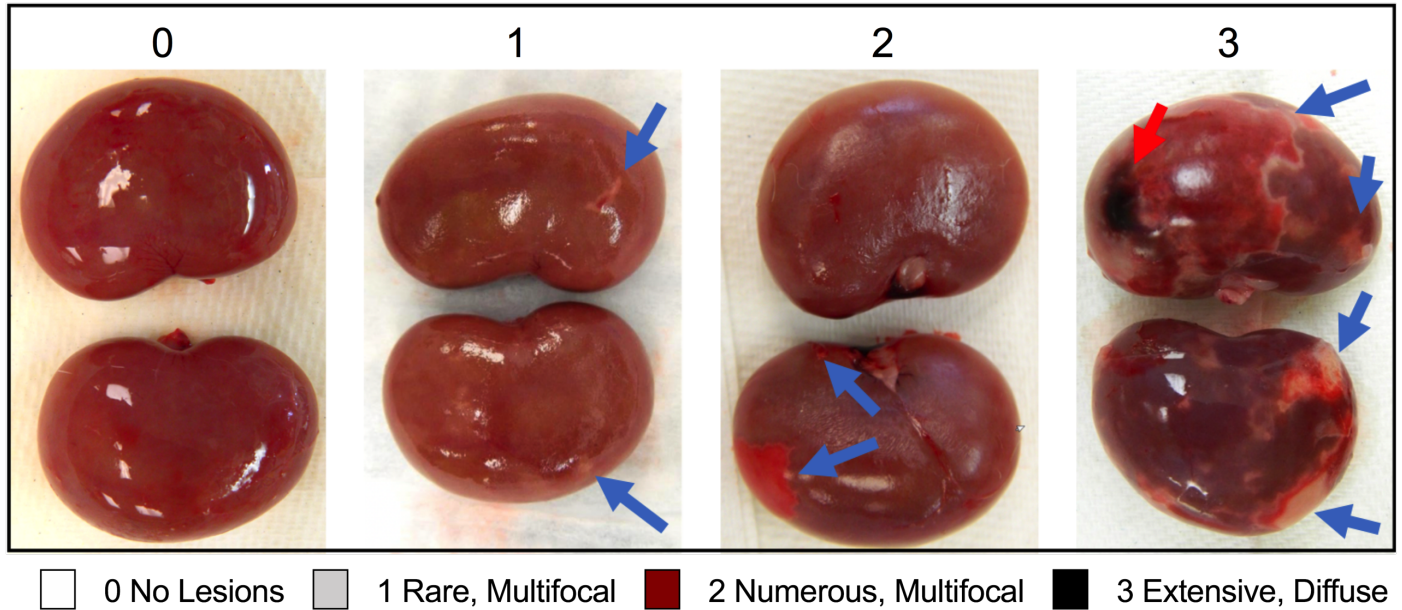 0 1 2 3
0 No Lesions 1 Rare, Multifocal 2 Numerous, Multifocal 3 Extensive, Diffuse